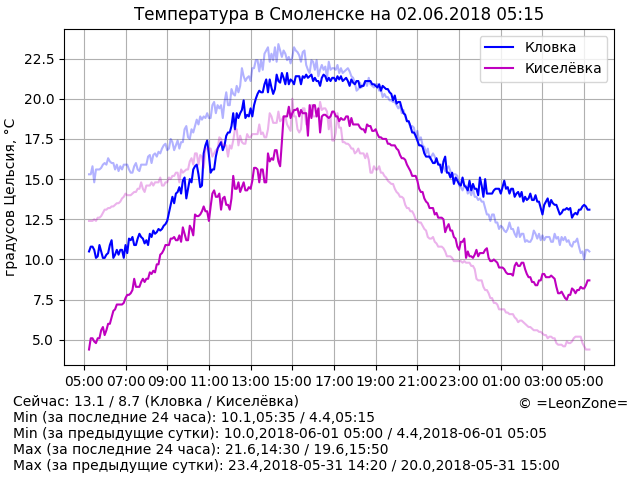 Температура в Смоленске на 02.06.2018 05:15
градусов Цельсия, °C
22.5
20.0
17.5
15.0
12.5
10.0
7.5
5.0
Кловка
Киселёвка
05:00 07:00 09:00 11:00 13:00 15:00 17:00 19:00 21:00 23:00 01:00 03:00 05:00
Сейчас: 13.1 / 8.7 (Кловка / Киселёвка)
© =LeonZone=
Min (за последние 24 часа): 10.1,05:35 / 4.4,05:15
Min (за предыдущие сутки): 10.0,2018-06-01 05:00 / 4.4,2018-06-01 05:05
Max (за последние 24 часа): 21.6,14:30 / 19.6,15:50
Max (за предыдущие сутки): 23.4,2018-05-31 14:20 / 20.0,2018-05-31 15:00